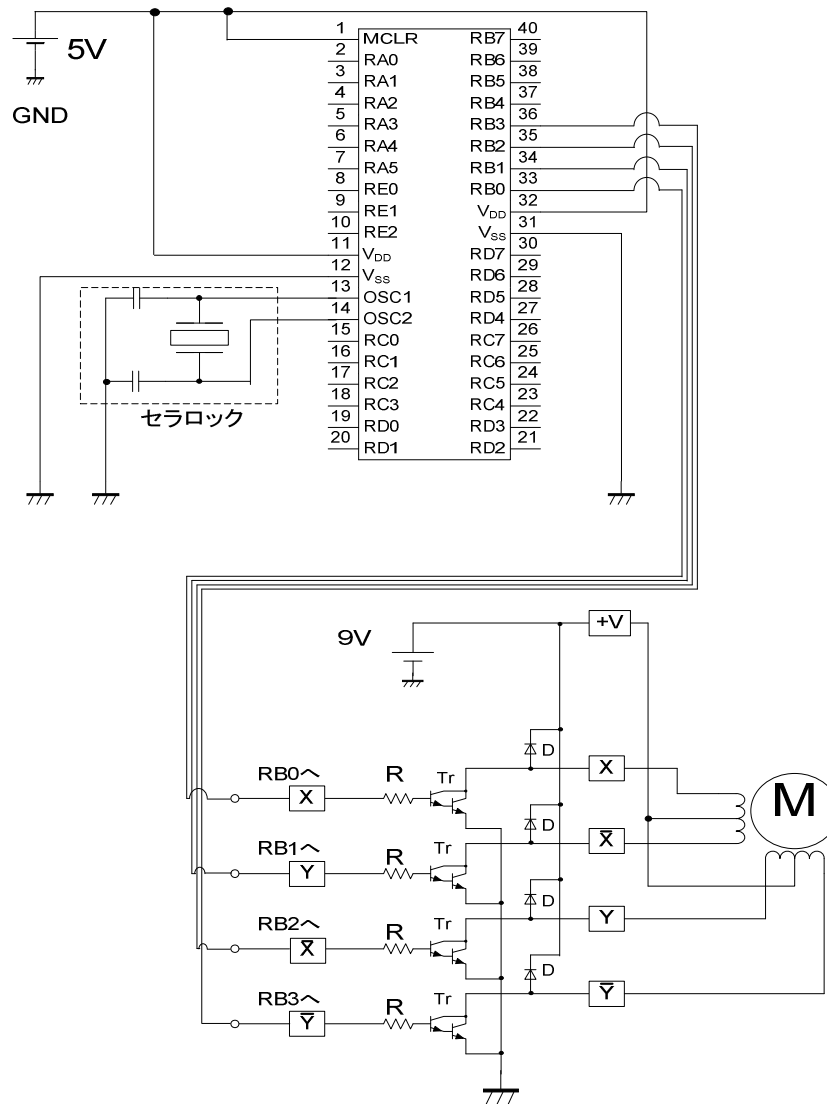 5V
GND
1 MCLR RB7 40
2 RA0 RB6 39
3 RA1 RB5 38
4 RA2 RB4 37
5 RA3 RB3 36
6 RA4 RB2 35
7 RA5 RB1 34
8 RE0 RB0 33
9 RE1 VDD 32
10 RE2 VSS 31
11 VDD RD7 30
12 VSS RD6 29
13 OSC1 RD5 28
14 OSC2 RD4 27
15 RC0 RC7 26
16 RC1 RC6 25
17 RC2 RC5 24
18 RC3 RC4 23
19 RD0 RD3 22
20 RD1 RD2 21
セラロック
9V
+V
D
RB0へ
X
R
Tr
X
M
D
RB1へ
Y
R
Tr
X̅
D
RB2へ
X̅
R
Tr
Y
D
RB3へ
Y̅
R
Tr
Y̅